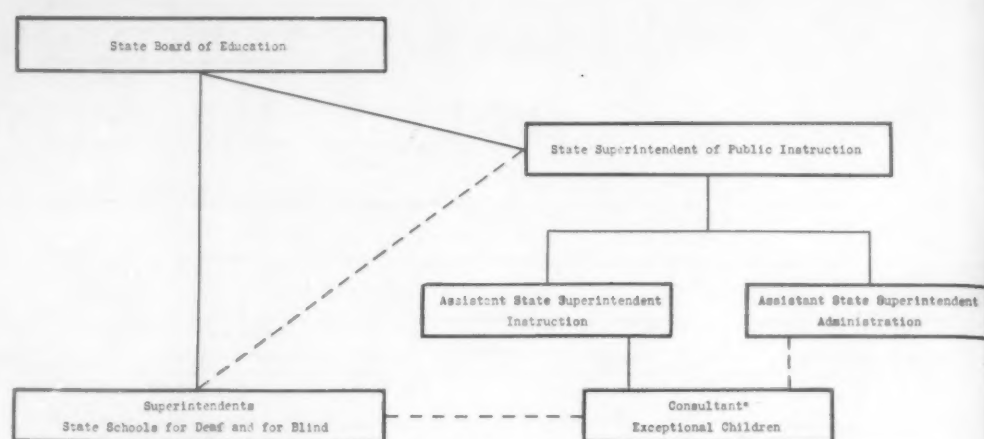 State Board of Education
State Superintendent of Public Instruction
Assistant State Superintendent
Instruction
Assistant State Superintendent
Administration
Superintendents
State Schools for Deaf and for Blind
Consultant*
Exceptional Children